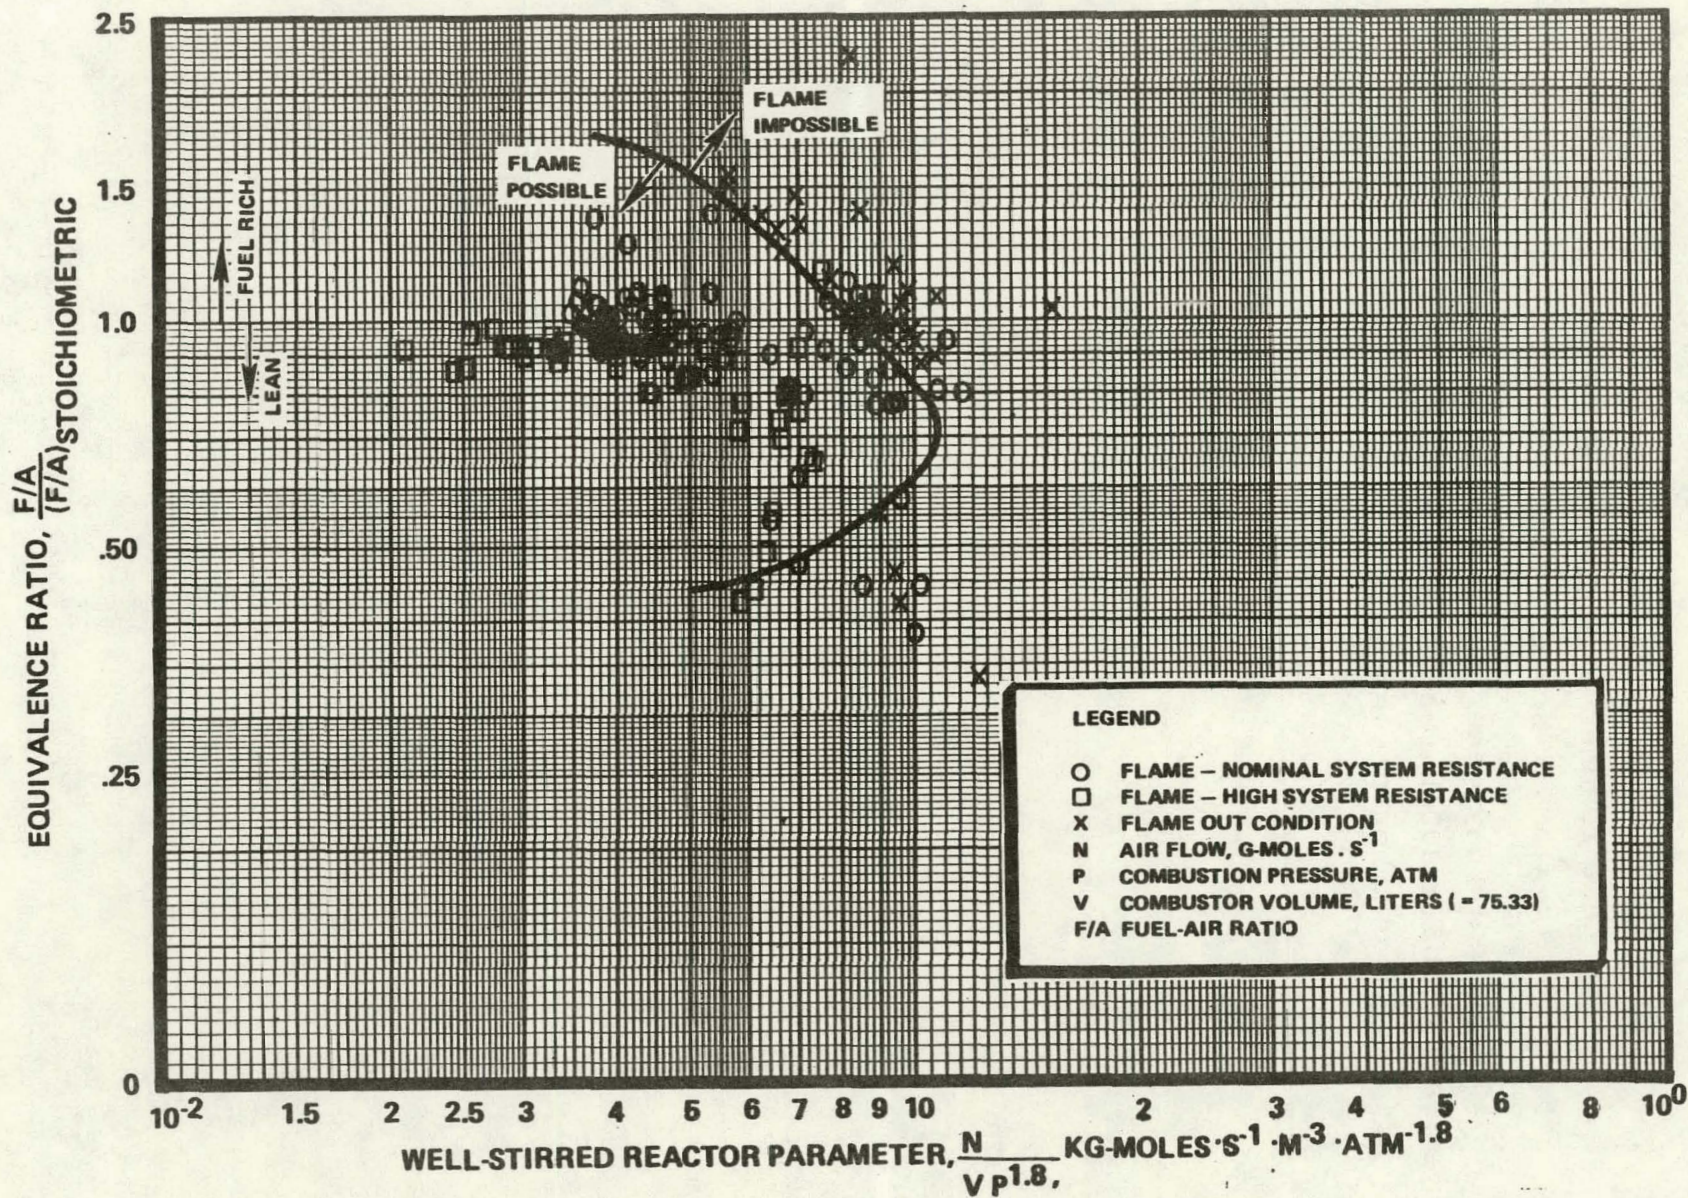 2.5
1.5
1.0
.50
.25
0
EQUIVALENCE RATIO, F/A
(F/A) STOICHIOMETRIC
FUEL RICH
LEAN
FLAME
IMPOSSIBLE
FLAME
POSSIBLE
LEGEND
O FLAME – NOMINAL SYSTEM RESISTANCE
□ FLAME – HIGH SYSTEM RESISTANCE
X FLAME OUT CONDITION
N AIR FLOW, G-MOLES . S⁻¹
P COMBUSTION PRESSURE, ATM
V COMBUSTOR VOLUME, LITERS ( = 75.33)
F/A FUEL-AIR RATIO
10⁻² 1.5 2 2.5 3 4 5 6 7 8 9 10 2 3 4 5 6 8 10⁰
WELL-STIRRED REACTOR PARAMETER, N KG-MOLES·S⁻¹·M⁻³·ATM⁻¹·⁸
V P¹·⁸,